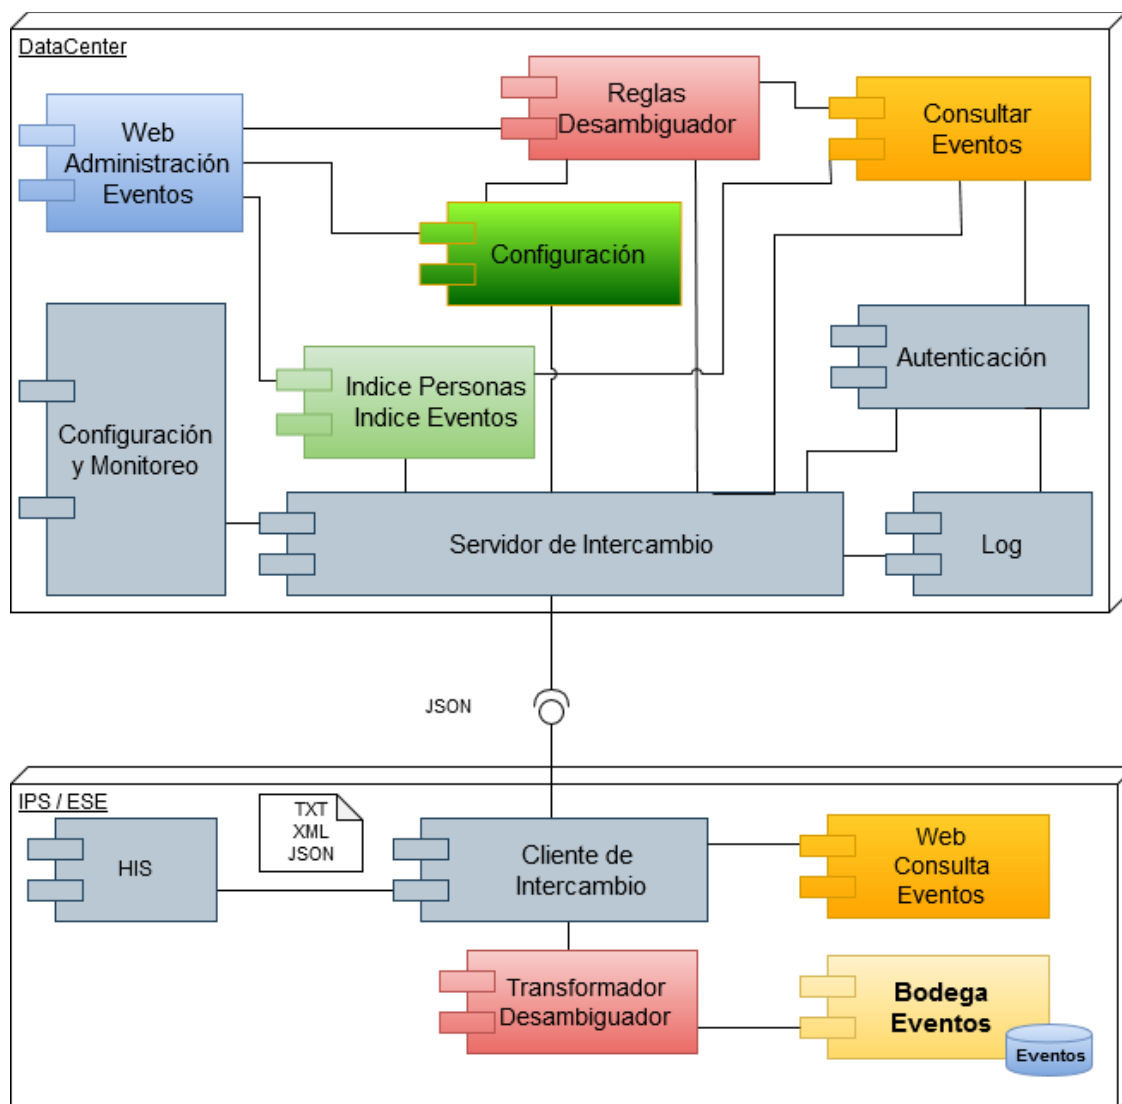 DataCenter
Web
Administración
Eventos
Reglas
Desambiguador
Consultar
Eventos
Configuración
Configuración
y Monitoreo
Indice Personas
Indice Eventos
Autenticación
Servidor de Intercambio
Log
JSON
IPS / ESE
HIS
TXT
XML
JSON
Cliente de
Intercambio
Web
Consulta
Eventos
Transformador
Desambiguador
Bodega
Eventos
Eventos